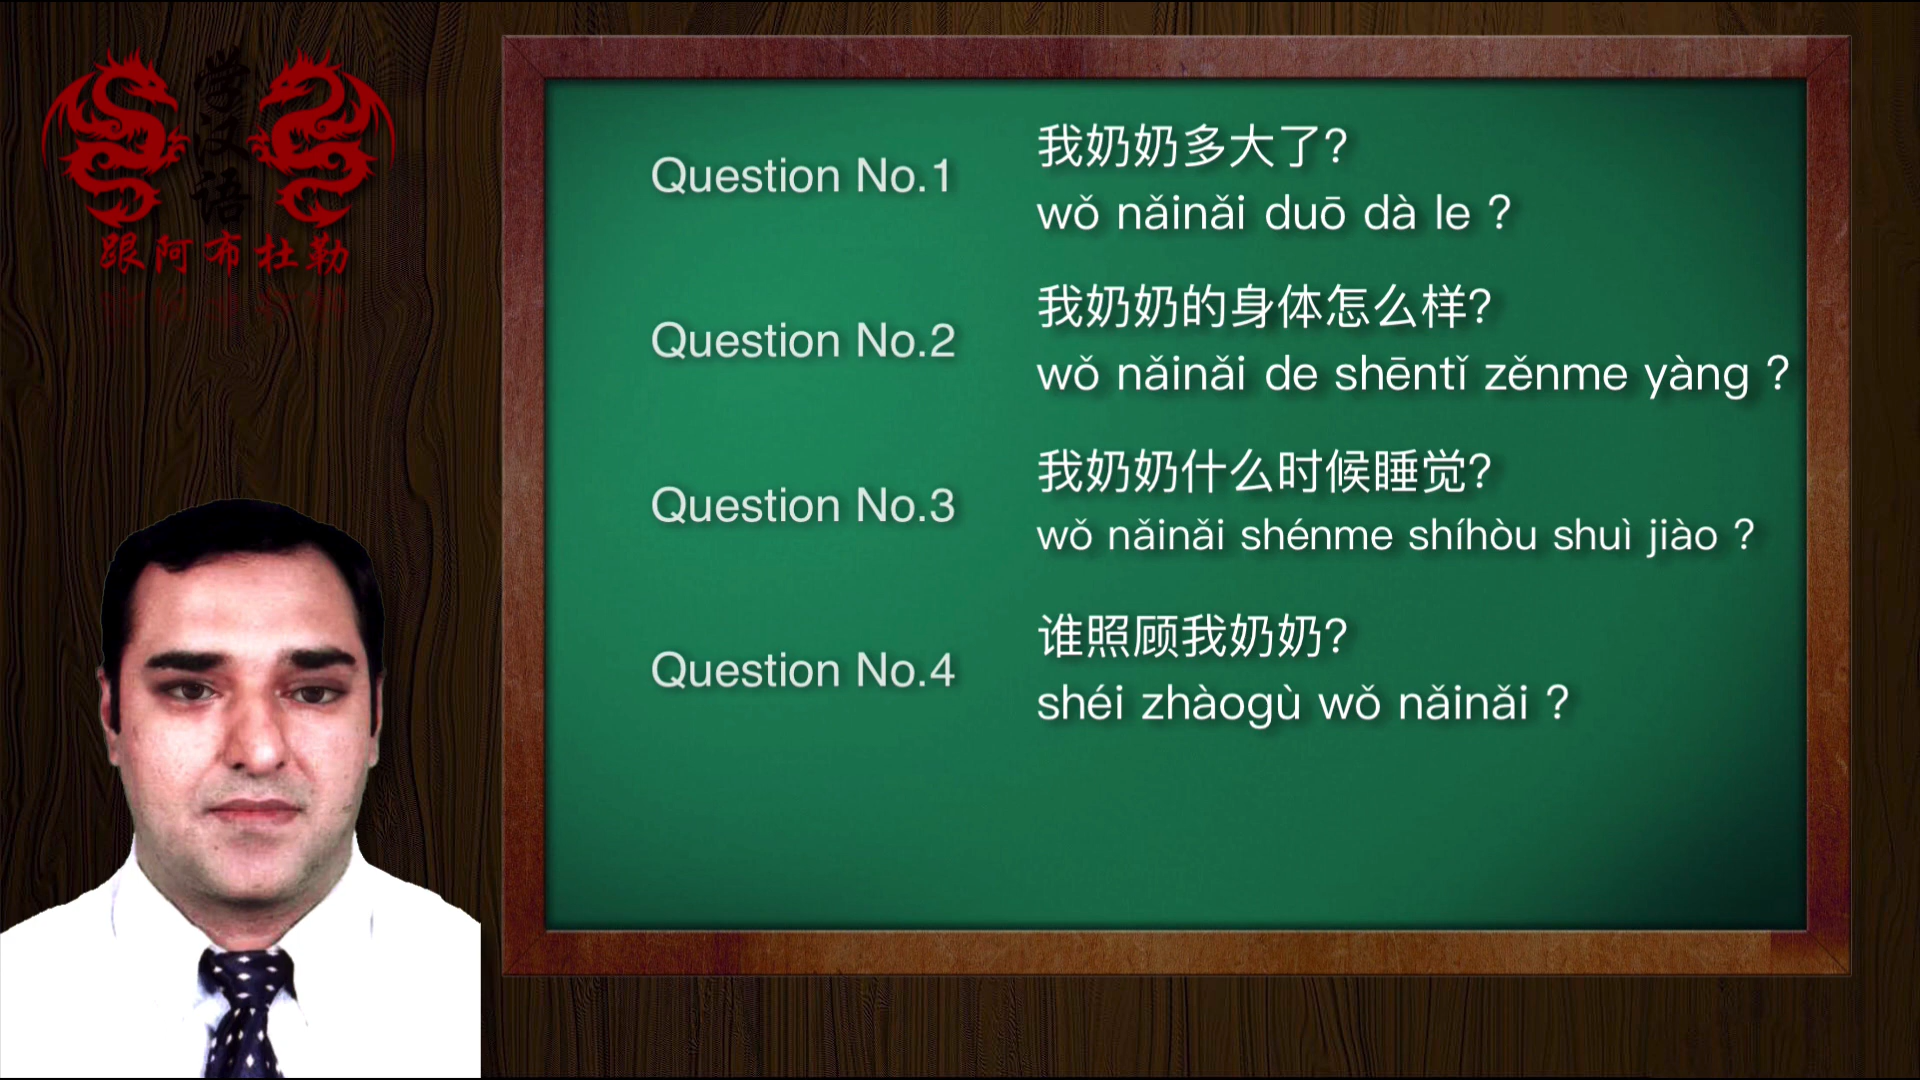 学汉语
跟阿布杜勒
Question No.1
我奶奶多大了?
wǒ nǎinǎi duō dà le ?
Question No.2
我奶奶的身体怎么样?
wǒ nǎinǎi de shēntǐ zěnme yàng ?
Question No.3
我奶奶什么时候睡觉?
wǒ nǎinǎi shénme shíhòu shuì jiào ?
Question No.4
谁照顾我奶奶?
shéi zhàogù wǒ nǎinǎi ?